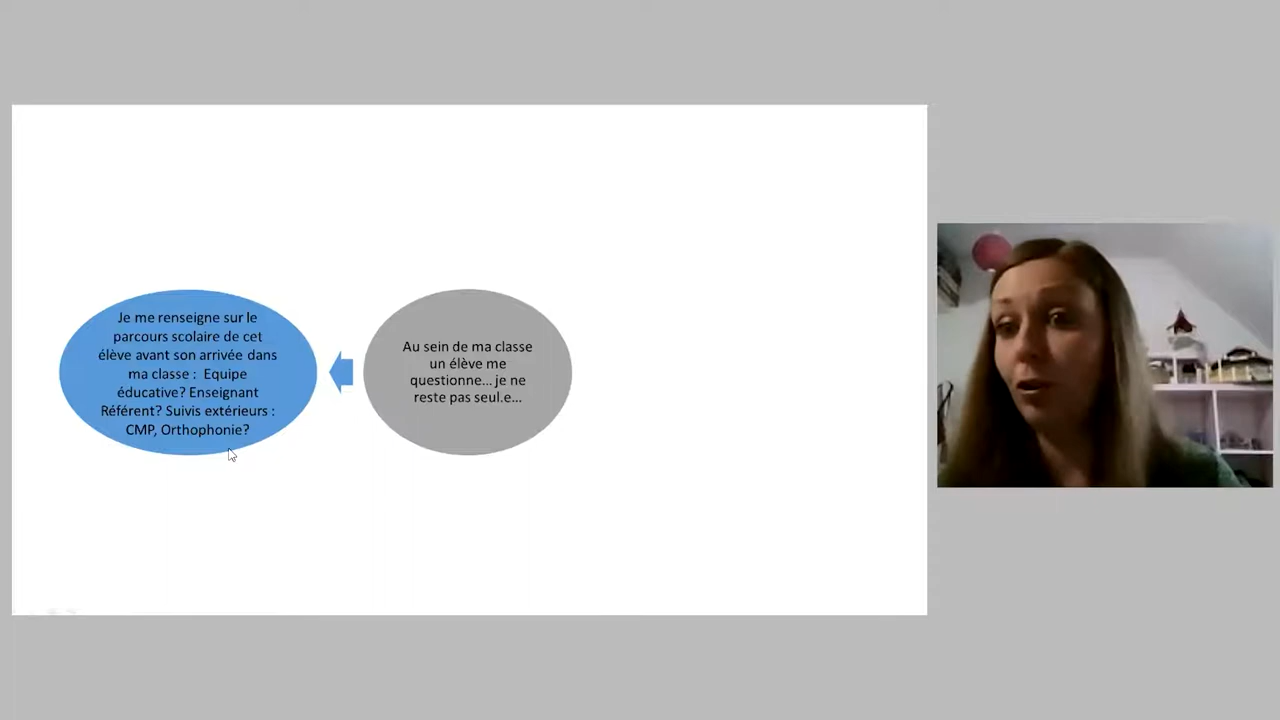 Je me renseigne sur le
parcours scolaire de cet
élève avant son arrivée dans
ma classe : Equipe
éducative? Enseignant
Référent? Suivis extérieurs :
CMP, Orthophonie?
Au sein de ma classe
un élève me
questionne... je ne
reste pas seul.e...